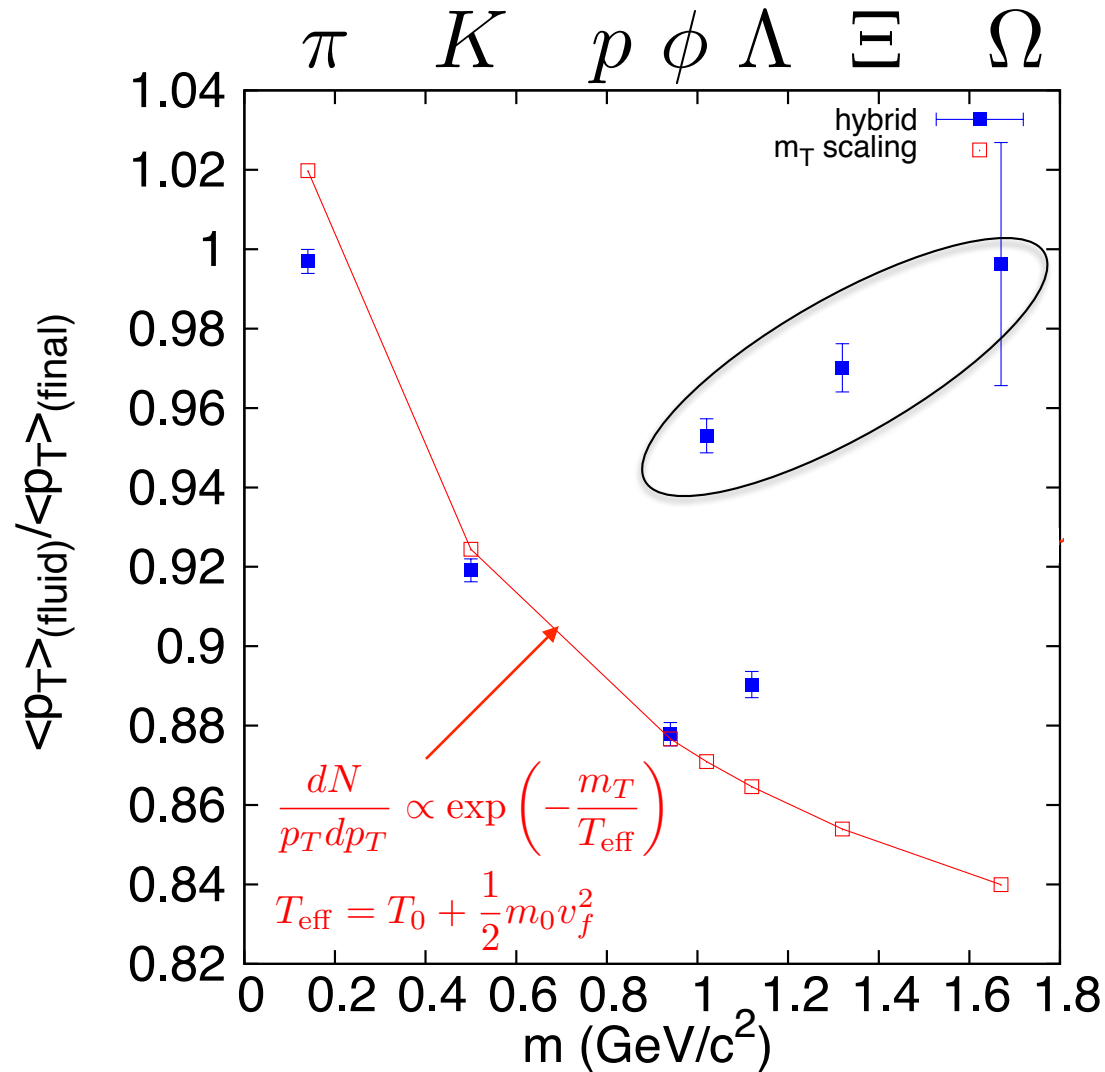 π K p ϕ Λ Ξ Ω
hybrid
m_T scaling
1.04
1.02
1
0.98
0.96
0.94
0.92
0.9
0.88
0.86
0.84
0.82
<p_T>_(fluid)/<p_T>_(final)
dN/p_T dp_T ∝ exp(−m_T/T_eff)
T_eff = T_0 + 1/2 m_0 v_f^2
0 0.2 0.4 0.6 0.8 1 1.2 1.4 1.6 1.8
m (GeV/c^2)